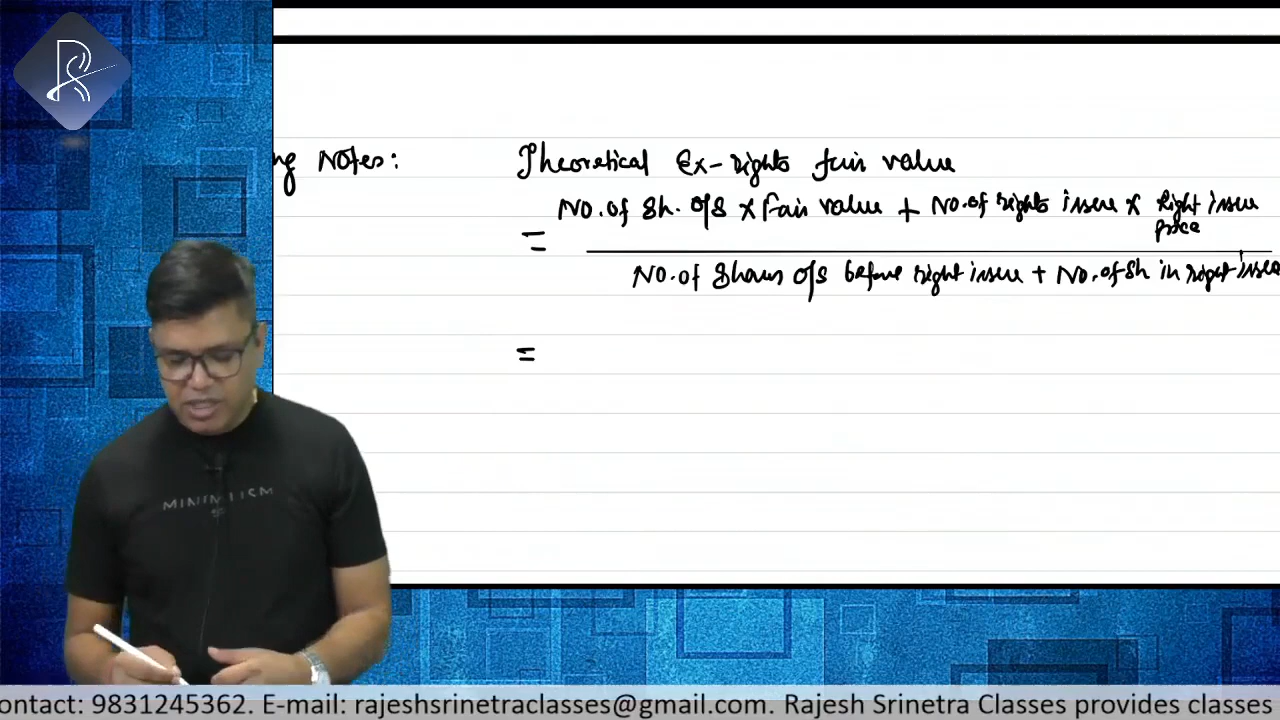 RS
ng Notes:
Theoretical Ex-rights fair value
= No. of Sh. o/s x Fair value + No. of rights issue x Right issue price
No. of Shares o/s before right issue + No. of Sh in right issue
=
MINIMALISM
ontact: 9831245362. E-mail: rajeshsrinetraclasses@gmail.com. Rajesh Srinetra Classes provides classes